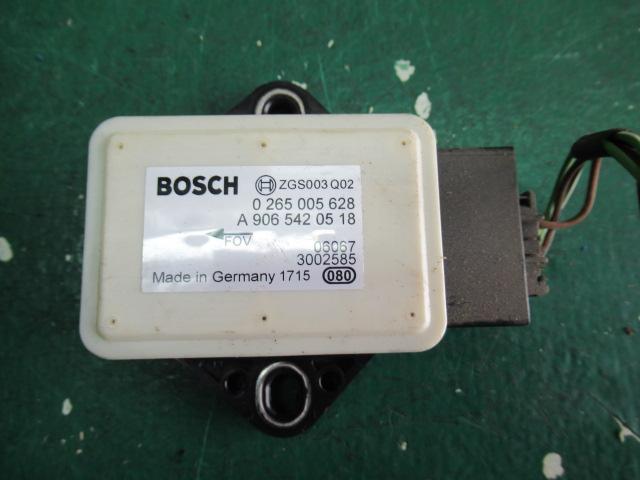 BOSCH ZGS003 Q02
0 265 005 628
A 906 542 05 18
FOV
06067
3002585
Made in Germany 1715 080